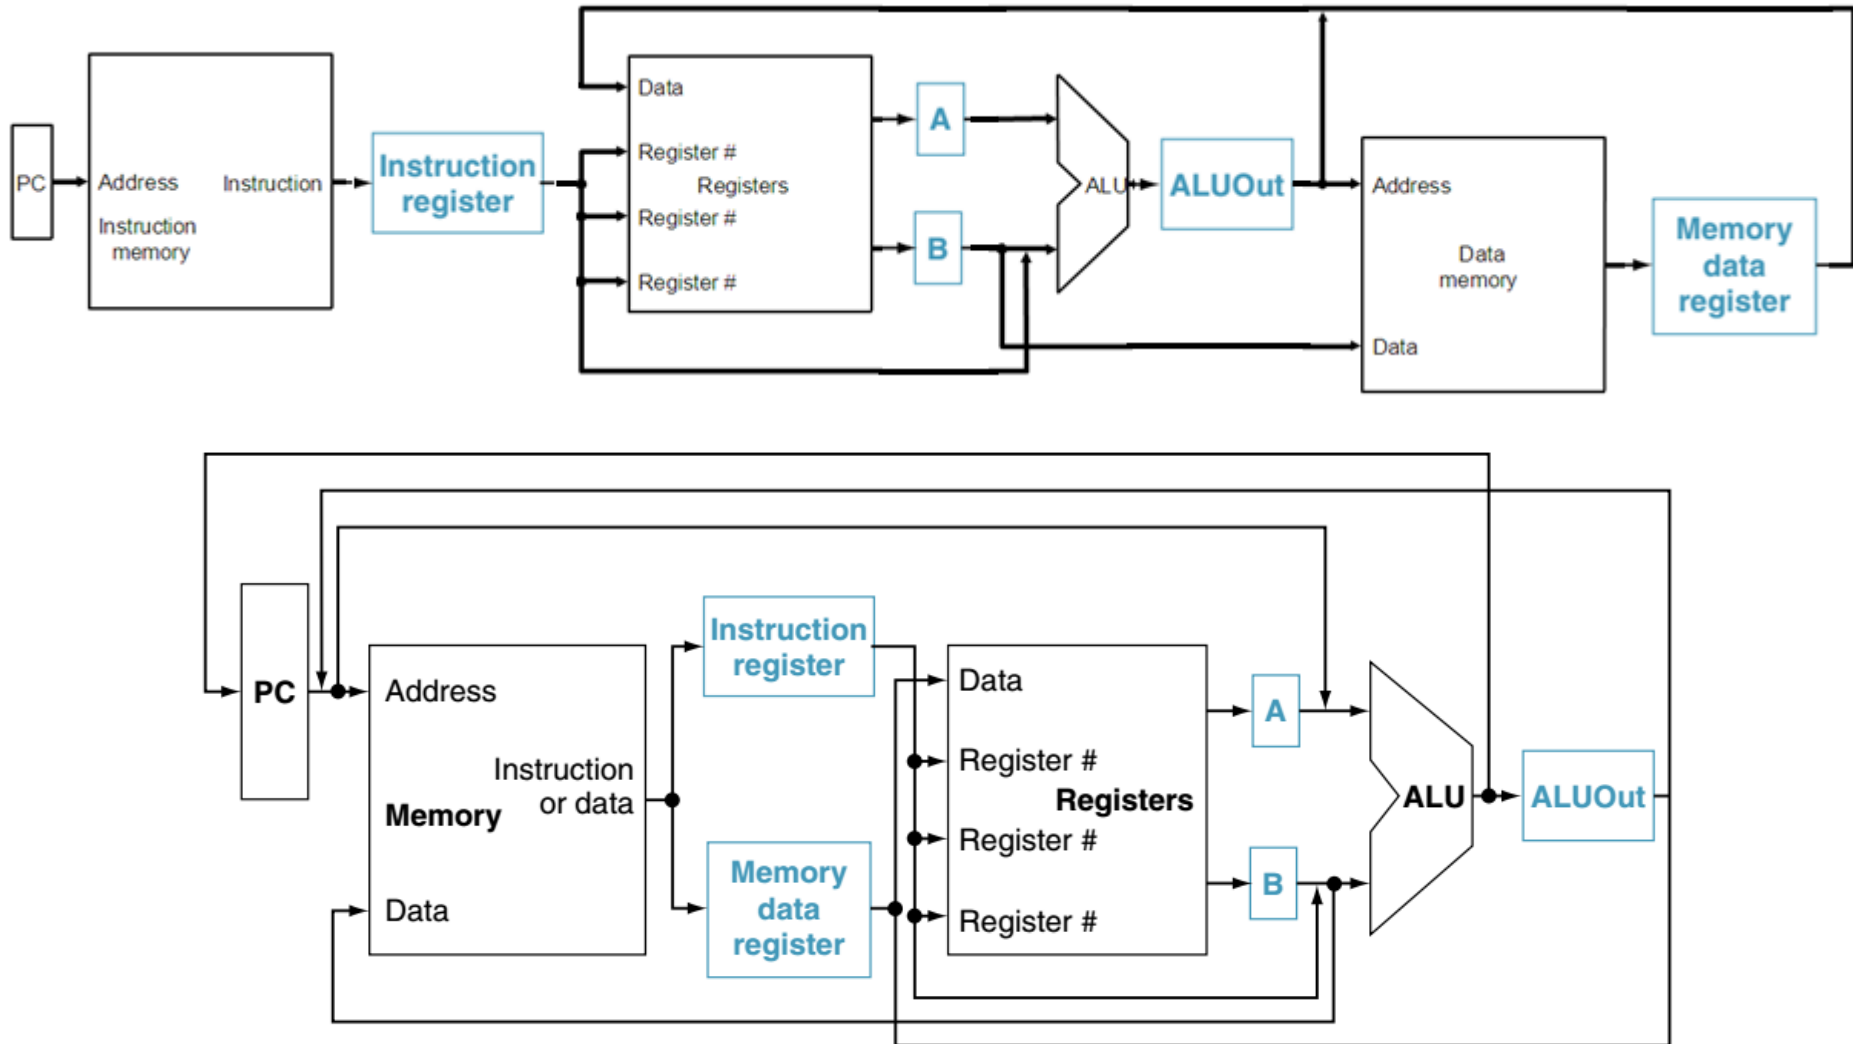 Data
A
Register #
Instruction
register
PC
Address
Instruction
Registers
ALU
ALUOut
Address
Instruction
memory
Register #
B
Memory
data
register
Data
memory
Register #
Data
Instruction
register
PC
Address
Data
A
Instruction
or data
Memory
Register #
Registers
ALU
ALUOut
Register #
Memory
data
register
B
Data
Register #